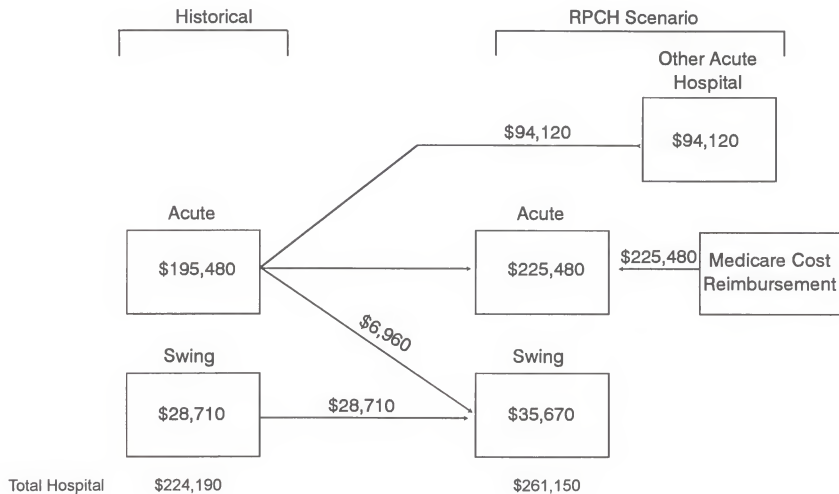 Historical
RPCH Scenario
Other Acute
Hospital
$94,120
$94,120
Acute
Acute
$195,480
$225,480
$225,480
Medicare Cost
Reimbursement
$6,960
Swing
Swing
$28,710
$28,710
$35,670
Total Hospital
$224,190
$261,150